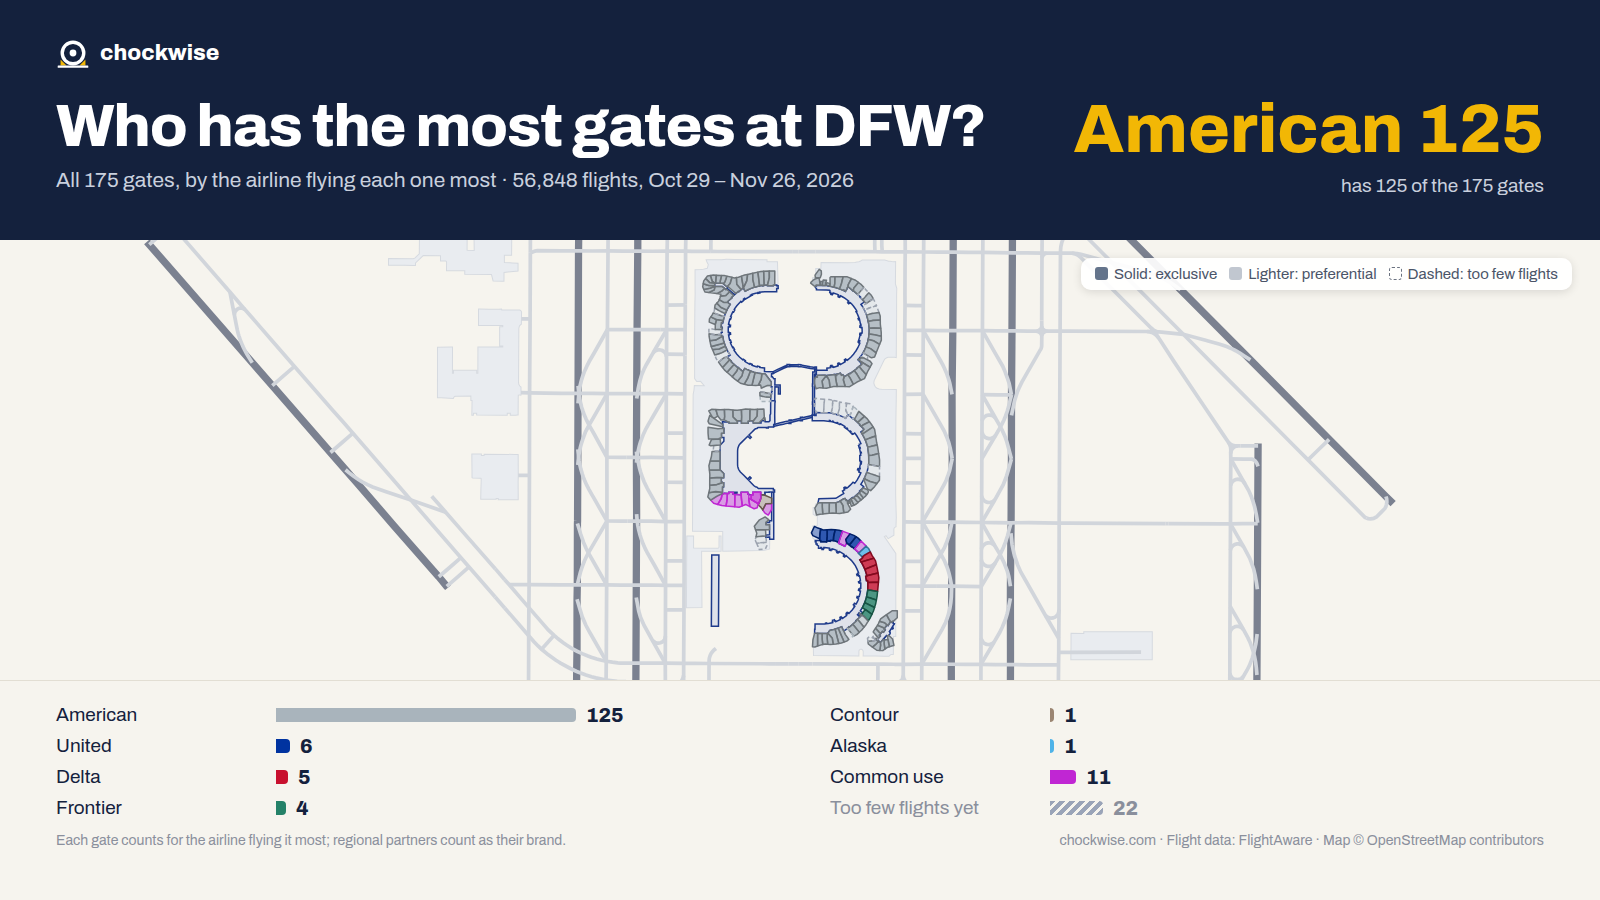 chockwise
Who has the most gates at DFW?
American 125
All 175 gates, by the airline flying each one most · 56,848 flights, Oct 29 – Nov 26, 2026
has 125 of the 175 gates
Solid: exclusive
Lighter: preferential
Dashed: too few flights
American 125
United 6
Delta 5
Frontier 4
Contour 1
Alaska 1
Common use 11
Too few flights yet 22
Each gate counts for the airline flying it most; regional partners count as their brand.
chockwise.com · Flight data: FlightAware · Map © OpenStreetMap contributors